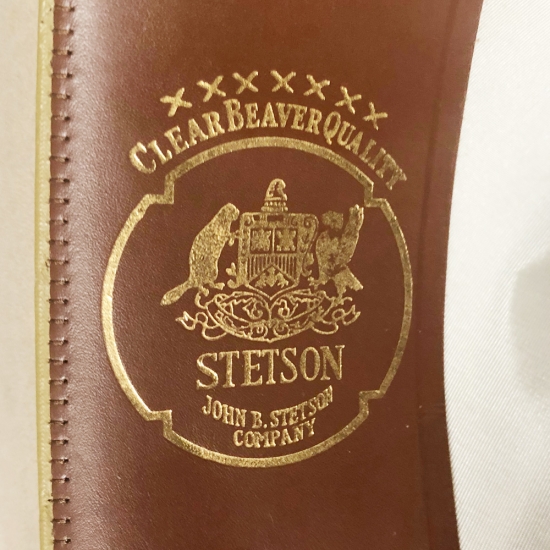 XXXXXXX
CLEAR BEAVER QUALITY
STETSON
JOHN B. STETSON
COMPANY